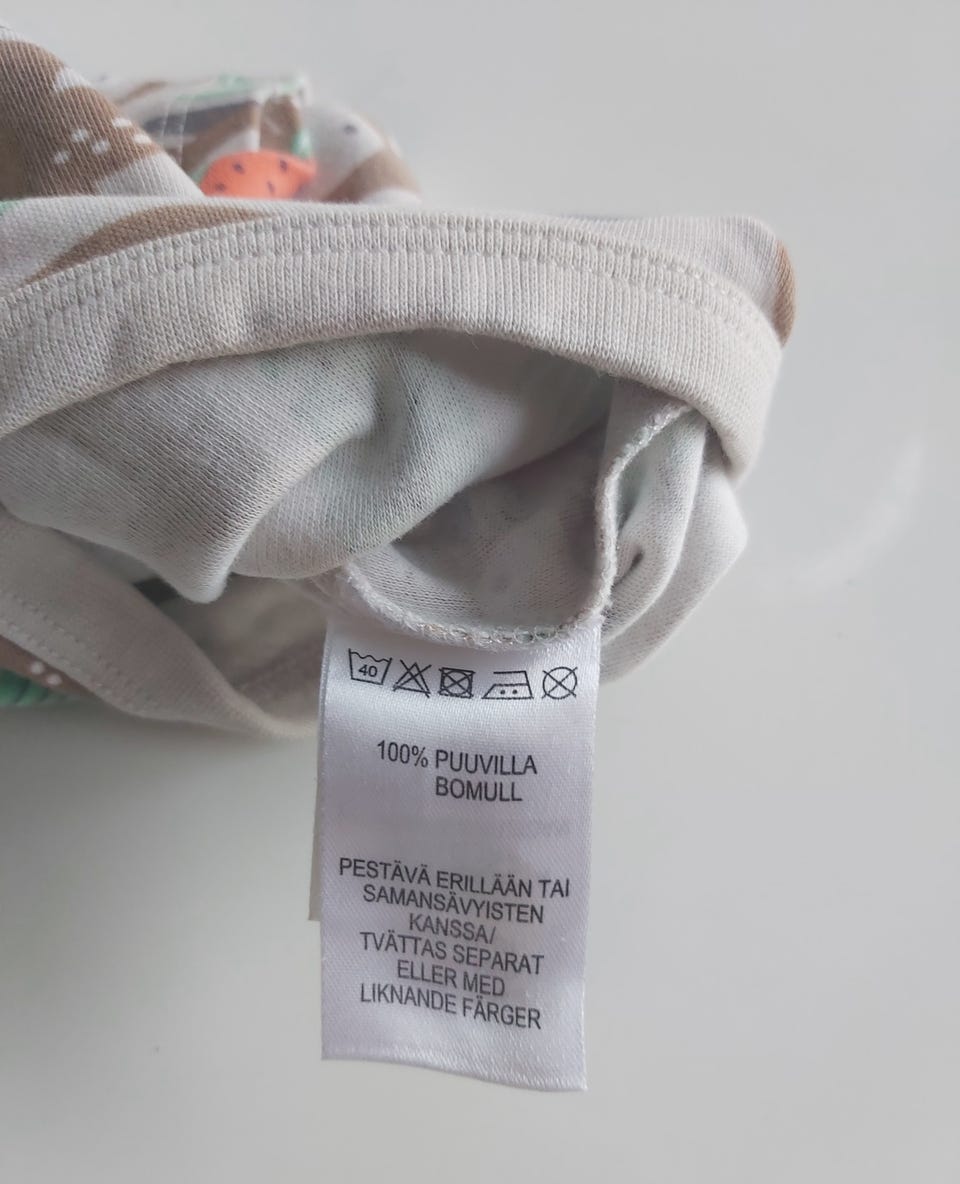 40
100% PUUVILLA
BOMULL
PESTÄVÄ ERILLÄÄN TAI
SAMANSÄVYISTEN
KANSSA/
TVÄTTAS SEPARAT
ELLER MED
LIKNANDE FÄRGER